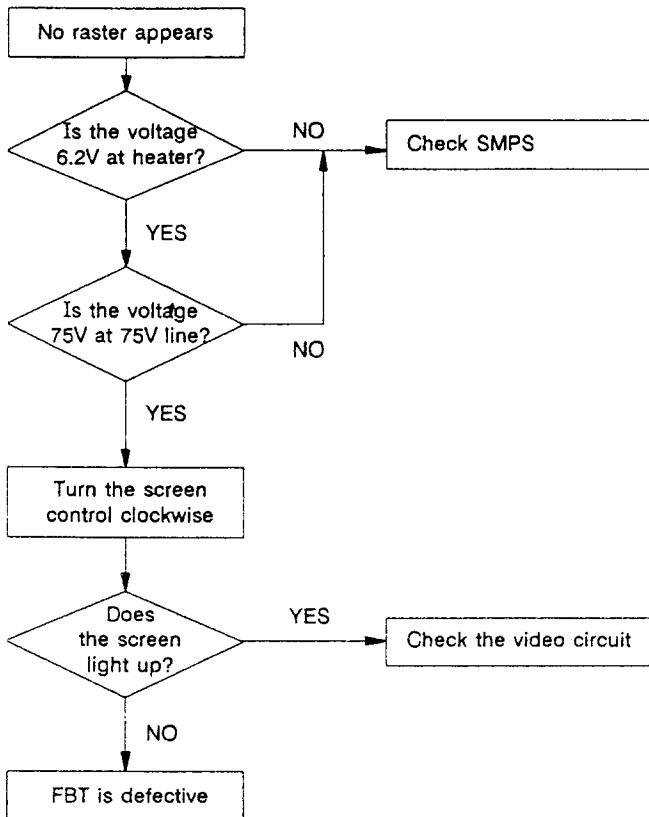 No raster appears
Is the voltage
6.2V at heater?
NO
Check SMPS
YES
Is the voltage
75V at 75V line?
NO
YES
Turn the screen
control clockwise
Does
the screen
light up?
YES
Check the video circuit
NO
FBT is defective